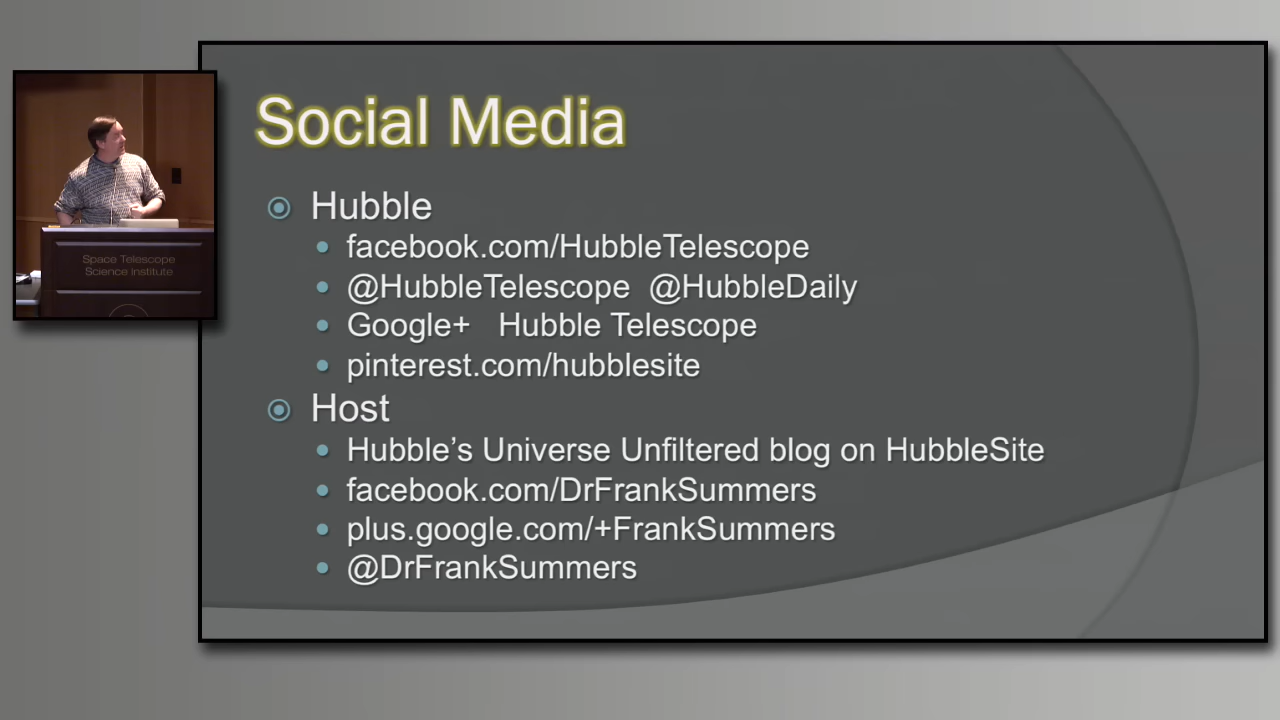 Social Media
Hubble
facebook.com/HubbleTelescope
@HubbleTelescope @HubbleDaily
Google+ Hubble Telescope
pinterest.com/hubblesite
Host
Hubble’s Universe Unfiltered blog on HubbleSite
facebook.com/DrFrankSummers
plus.google.com/+FrankSummers
@DrFrankSummers
Space Telescope
Science Institute